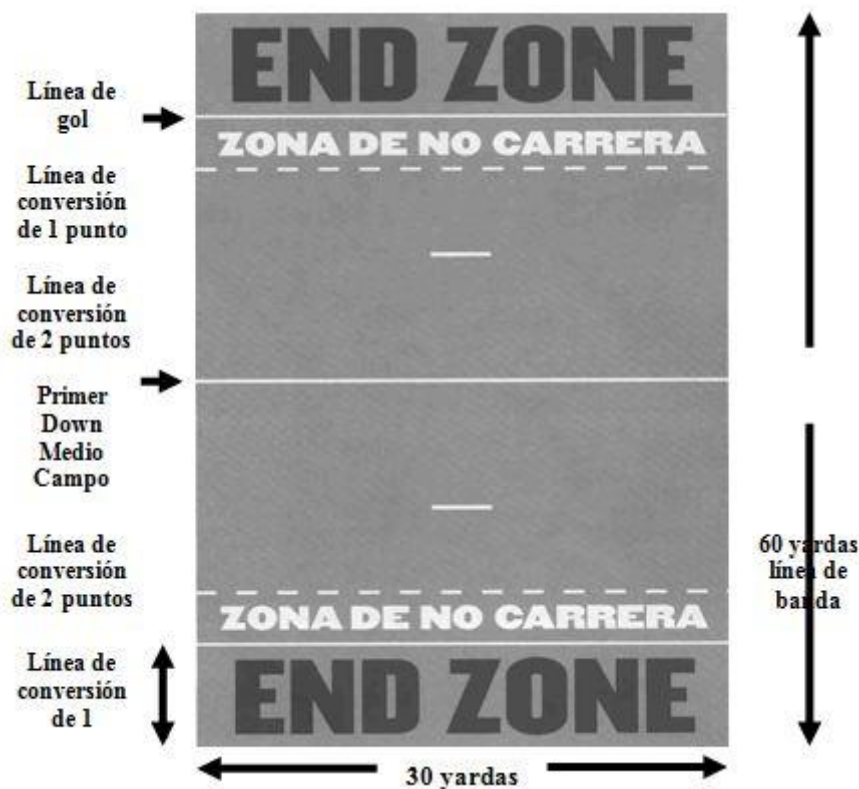 END ZONE
Línea de
gol
ZONA DE NO CARRERA
Línea de
conversión
de 1 punto
Línea de
conversión
de 2 puntos
Primer
Down
Medio
Campo
Línea de
conversión
de 2 puntos
60 yardas
línea de
banda
ZONA DE NO CARRERA
Línea de
conversión
de 1
END ZONE
30 yardas